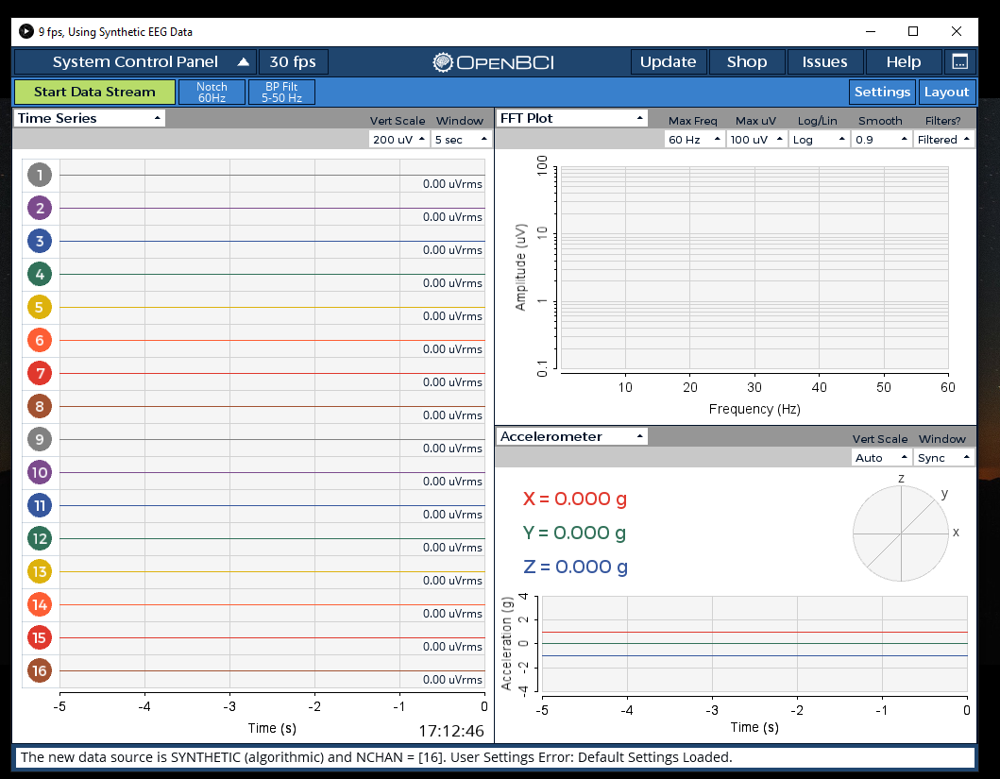 9 fps, Using Synthetic EEG Data
System Control Panel 30 fps OPENBCI Update Shop Issues Help
Start Data Stream Notch 60Hz BP Filt 5-50 Hz Settings Layout
Time Series
Vert Scale Window
200 uV 5 sec
1 0.00 uVrms
2 0.00 uVrms
3 0.00 uVrms
4 0.00 uVrms
5 0.00 uVrms
6 0.00 uVrms
7 0.00 uVrms
8 0.00 uVrms
9 0.00 uVrms
10 0.00 uVrms
11 0.00 uVrms
12 0.00 uVrms
13 0.00 uVrms
14 0.00 uVrms
15 0.00 uVrms
16 0.00 uVrms
-5 -4 -3 -2 -1 0
Time (s)
17:12:46
FFT Plot
Max Freq Max uV Log/Lin Smooth Filters?
60 Hz 100 uV Log 0.9 Filtered
Amplitude (uV)
100
10
1
0.1
10 20 30 40 50 60
Frequency (Hz)
Accelerometer
Vert Scale Window
Auto Sync
X = 0.000 g
Y = 0.000 g
Z = 0.000 g
z
y
x
Acceleration (g)
4
2
0
-2
-4
-5 -4 -3 -2 -1 0
Time (s)
The new data source is SYNTHETIC (algorithmic) and NCHAN = [16]. User Settings Error: Default Settings Loaded.